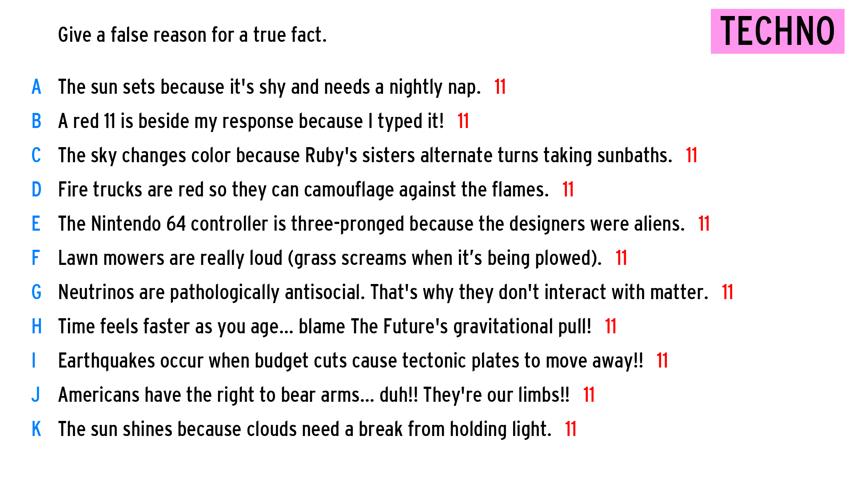 Give a false reason for a true fact.
TECHNO
A The sun sets because it's shy and needs a nightly nap. 11
B A red 11 is beside my response because I typed it! 11
C The sky changes color because Ruby's sisters alternate turns taking sunbaths. 11
D Fire trucks are red so they can camouflage against the flames. 11
E The Nintendo 64 controller is three-pronged because the designers were aliens. 11
F Lawn mowers are really loud (grass screams when it’s being plowed). 11
G Neutrinos are pathologically antisocial. That's why they don't interact with matter. 11
H Time feels faster as you age... blame The Future's gravitational pull! 11
I Earthquakes occur when budget cuts cause tectonic plates to move away!! 11
J Americans have the right to bear arms... duh!! They're our limbs!! 11
K The sun shines because clouds need a break from holding light. 11